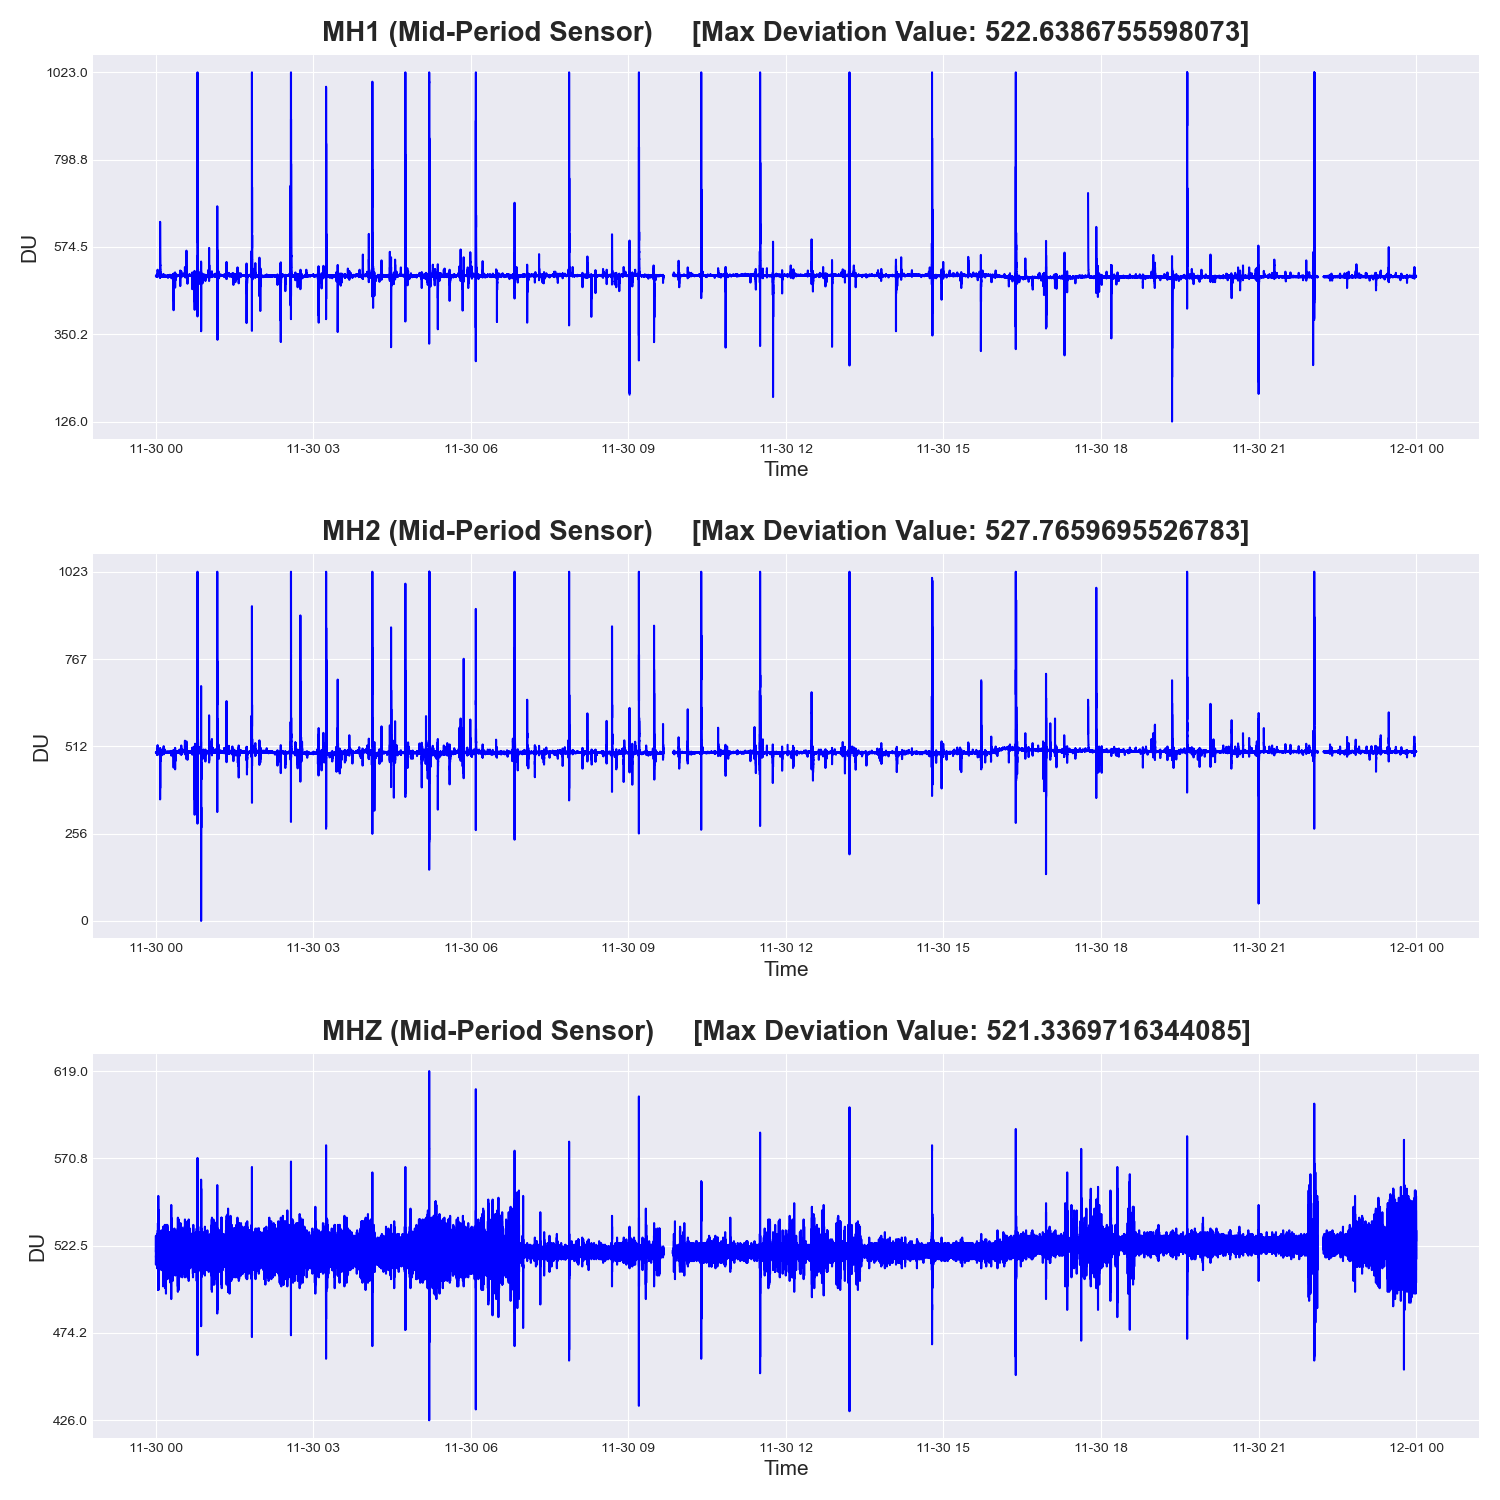 MH1 (Mid-Period Sensor) [Max Deviation Value: 522.6386755598073]
1023.0
798.8
574.5
350.2
126.0
DU
11-30 00 11-30 03 11-30 06 11-30 09 11-30 12 11-30 15 11-30 18 11-30 21 12-01 00
Time
MH2 (Mid-Period Sensor) [Max Deviation Value: 527.7659695526783]
1023
767
512
256
0
DU
11-30 00 11-30 03 11-30 06 11-30 09 11-30 12 11-30 15 11-30 18 11-30 21 12-01 00
Time
MHZ (Mid-Period Sensor) [Max Deviation Value: 521.3369716344085]
619.0
570.8
522.5
474.2
426.0
DU
11-30 00 11-30 03 11-30 06 11-30 09 11-30 12 11-30 15 11-30 18 11-30 21 12-01 00
Time